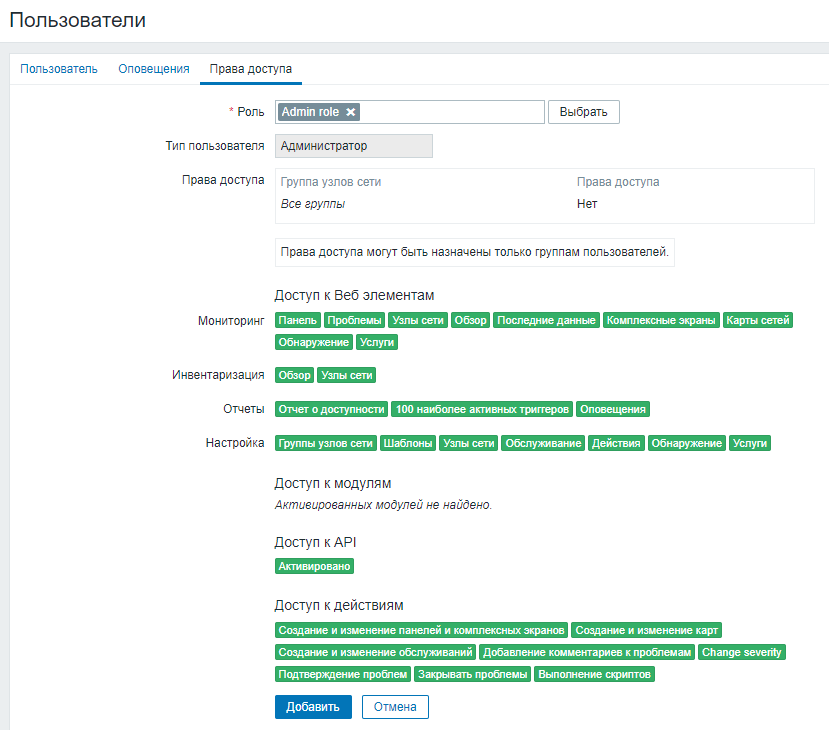 Пользователи
Пользователь Оповещения Права доступа
* Роль Admin role ✖ Выбрать
Тип пользователя Администратор
Права доступа Группа узлов сети Права доступа
Все группы Нет
Права доступа могут быть назначены только группам пользователей.
Доступ к Веб элементам
Мониторинг Панель Проблемы Узлы сети Обзор Последние данные Комплексные экраны Карты сетей
Обнаружение Услуги
Инвентаризация Обзор Узлы сети
Отчеты Отчет о доступности 100 наиболее активных триггеров Оповещения
Настройка Группы узлов сети Шаблоны Узлы сети Обслуживание Действия Обнаружение Услуги
Доступ к модулям
Активированных модулей не найдено.
Доступ к API
Активировано
Доступ к действиям
Создание и изменение панелей и комплексных экранов Создание и изменение карт
Создание и изменение обслуживаний Добавление комментариев к проблемам Change severity
Подтверждение проблем Закрывать проблемы Выполнение скриптов
Добавить Отмена